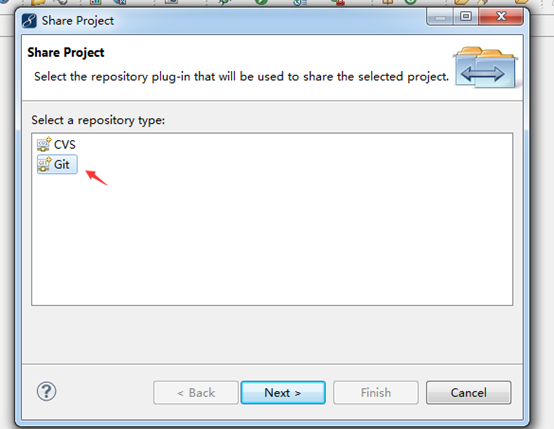 Share Project
Share Project
Select the repository plug-in that will be used to share the selected project.
Select a repository type:
CVS
Git
< Back
Next >
Finish
Cancel